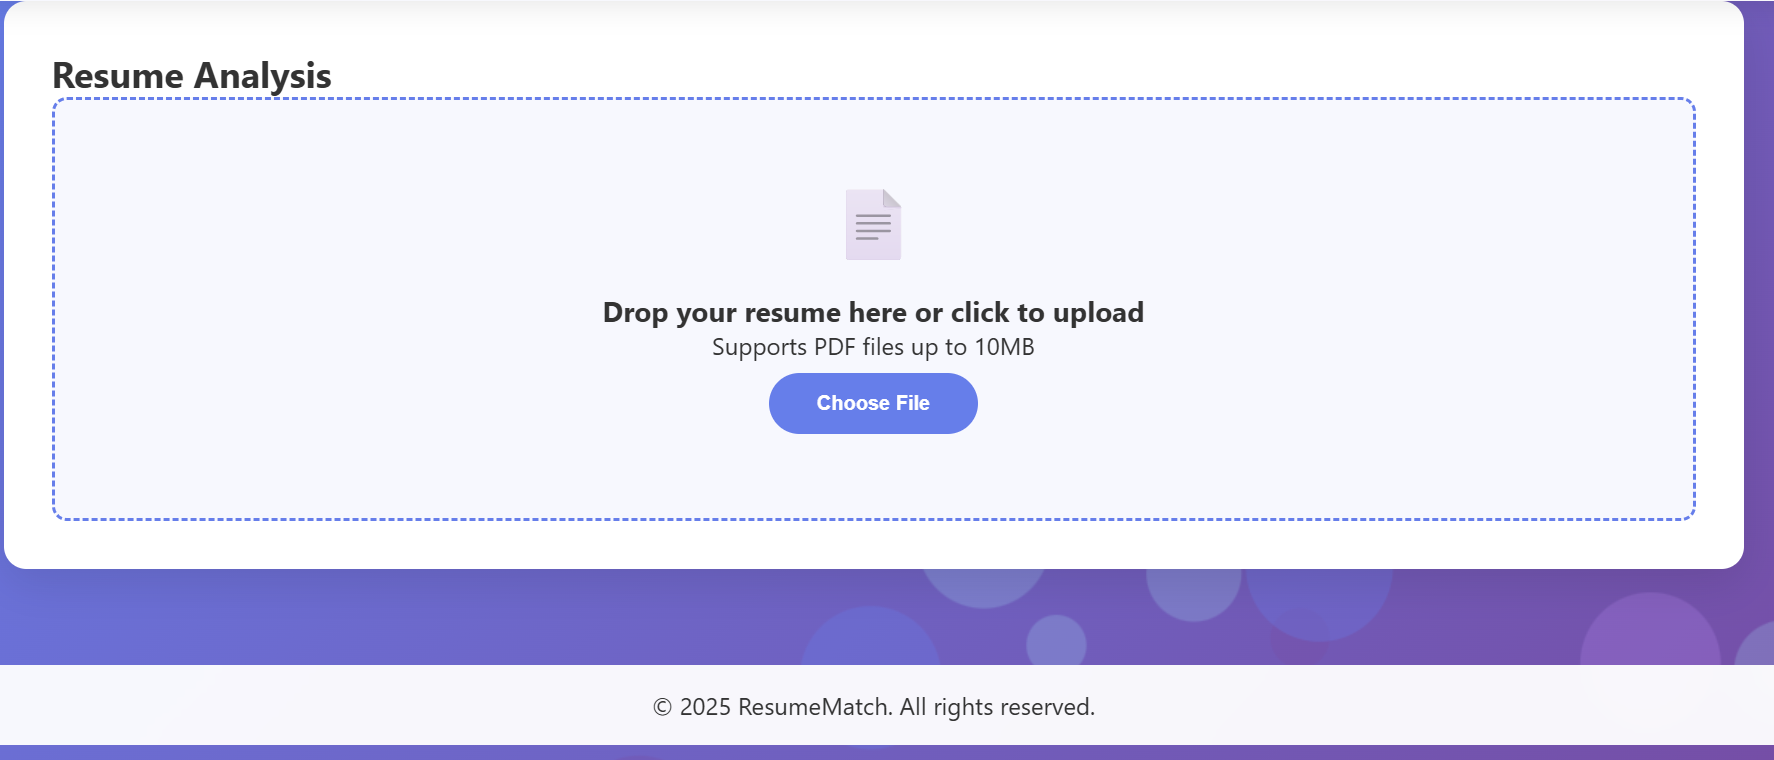 Resume Analysis
Drop your resume here or click to upload
Supports PDF files up to 10MB
Choose File
© 2025 ResumeMatch. All rights reserved.